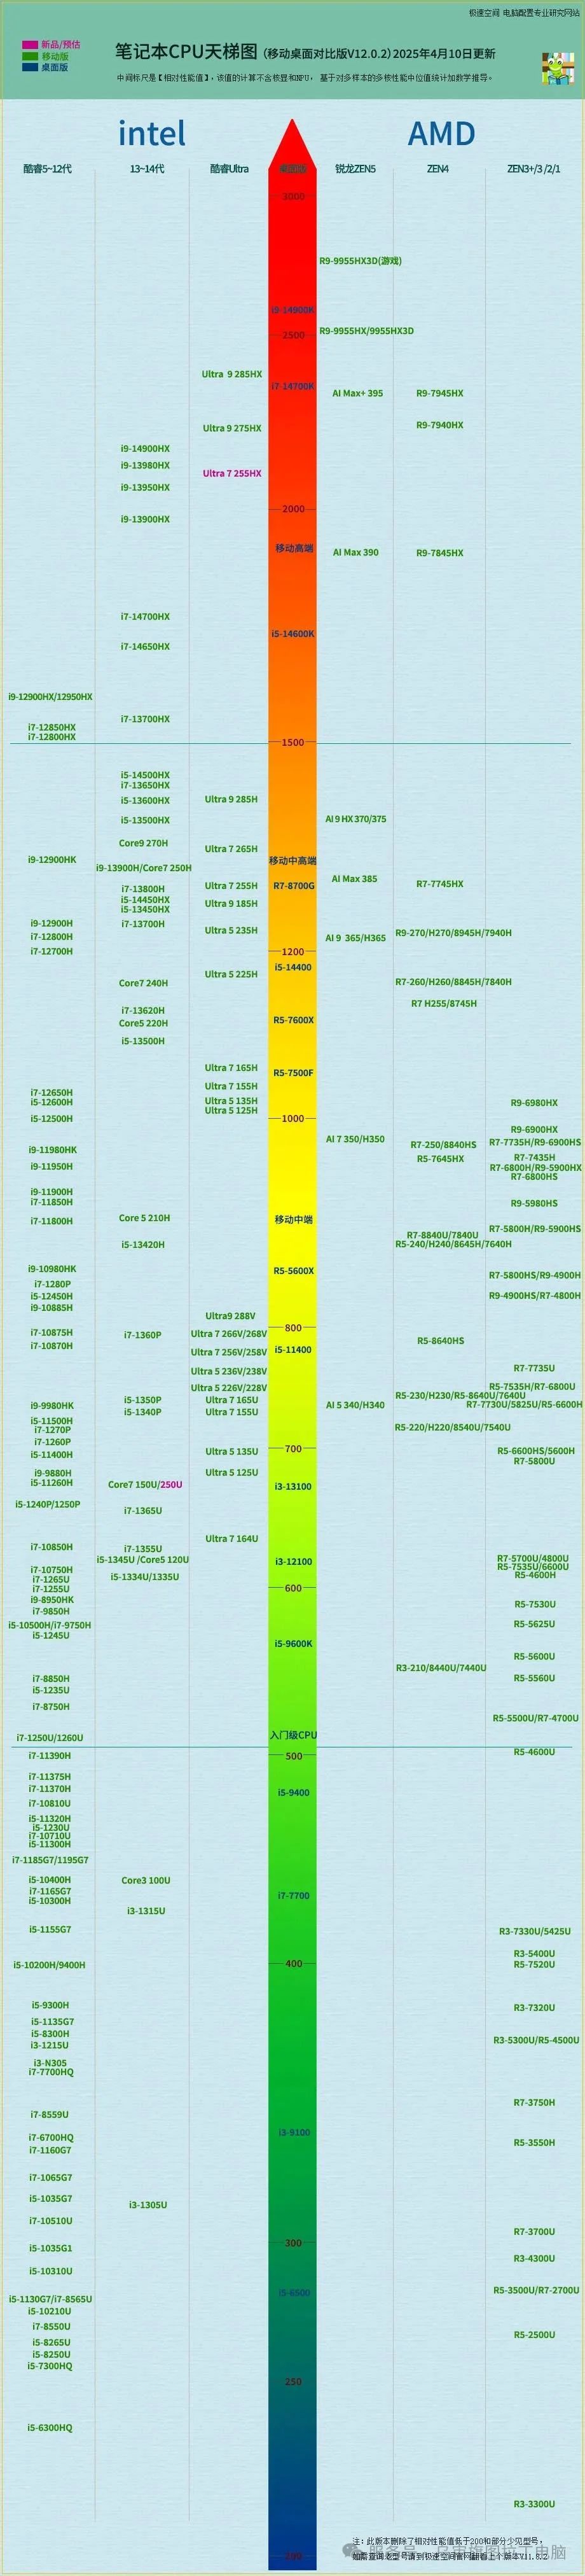 极速空间 电脑配置专业研究网站
新品/预估
移动版
桌面版
笔记本CPU天梯图 (移动桌面对比版V12.0.2) 2025年4月10日更新
中间标尺是【相对性能值】,该值的计算不含核显和NPU, 基于对多样本的多核性能中位值统计加数学推导。
intel
AMD
酷睿5~12代
13~14代
酷睿Ultra
锐龙ZEN5
ZEN4
ZEN3+/3 /2/1
3000
R9-9955HX3D(游戏)
i9-14900K
R9-9955HX/9955HX3D
2500
Ultra 9 285HX
i7-14700K
AI Max+ 395
R9-7945HX
R9-7940HX
Ultra 9 275HX
i9-14900HX
i9-13980HX
Ultra 7 255HX
i9-13950HX
2000
i9-13900HX
移动高端
AI Max 390
R9-7845HX
i7-14700HX
i5-14600K
i7-14650HX
i9-12900HX/12950HX
i7-13700HX
i7-12850HX
i7-12800HX
1500
i5-14500HX
i7-13650HX
Ultra 9 285H
i5-13600HX
AI 9 HX 370/375
i5-13500HX
Core9 270H
Ultra 7 265H
i9-12900HK
移动中高端
i9-13900H/Core7 250H
AI Max 385
R7-7745HX
Ultra 7 255H
R7-8700G
i7-13800H
i5-14450HX
Ultra 9 185H
i5-13450HX
i9-12900H
i7-13700H
Ultra 5 235H
R9-270/H270/8945H/7940H
i7-12800H
AI 9 365/H365
i7-12700H
1200
i5-14400
Ultra 5 225H
Core7 240H
R7-260/H260/8845H/7840H
R7 H255/8745H
i7-13620H
R5-7600X
Core5 220H
i5-13500H
Ultra 7 165H
R5-7500F
Ultra 7 155H
i7-12650H
Ultra 5 135H
i5-12600H
R9-6980HX
Ultra 5 125H
i5-12500H
1000
R9-6900HX
AI 7 350/H350
R7-250/8840HS
R7-7735H/R9-6900HS
i9-11980HK
R5-7645HX
R7-7435H
i9-11950H
R7-6800H/R9-5900HX
R7-6800HS
i9-11900H
i7-11850H
R9-5980HS
i7-11800H
Core 5 210H
移动中端
R7-5800H/R9-5900HS
R7-8840U/7840U
i5-13420H
R5-240/H240/8645H/7640H
i9-10980HK
R5-5600X
R7-5800HS/R9-4900H
i7-1280P
i5-12450H
R9-4900HS/R7-4800H
i9-10885H
Ultra9 288V
800
i7-10875H
i7-1360P
Ultra 7 266V/268V
R5-8640HS
i7-10870H
Ultra 7 256V/258V
i5-11400
R7-7735U
Ultra 5 236V/238V
Ultra 5 226V/228V
R5-7535H/R7-6800U
i9-9980HK
i5-1350P
Ultra 7 165U
AI 5 340/H340
R5-230/H230/R5-8640U/7640U
R7-7730U/5825U/R5-6600H
i5-1340P
Ultra 7 155U
i5-11500H
i7-1270P
R5-220/H220/8540U/7540U
i7-1260P
700
i5-11400H
Ultra 5 135U
R5-6600HS/5600H
R7-5800U
i9-9880H
Ultra 5 125U
i5-11260H
Core7 150U/250U
i3-13100
i5-1240P/1250P
i7-1365U
Ultra 7 164U
i7-10850H
i7-1355U
i5-1345U /Core5 120U
i3-12100
R7-5700U/4800U
R5-7535U/6600U
i7-10750H
i5-1334U/1335U
R5-4600H
i7-1265U
i7-1255U
600
i9-8950HK
R5-7530U
i7-9850H
i5-10500H/i7-9750H
R5-5625U
i5-1245U
i5-9600K
R5-5600U
R3-210/8440U/7440U
i7-8850H
R5-5560U
i5-1235U
i7-8750H
R5-5500U/R7-4700U
i7-1250U/1260U
入门级CPU
i7-11390H
500
R5-4600U
i7-11375H
i7-11370H
i5-9400
i7-10810U
i5-11320H
i5-1230U
i7-10710U
i5-11300H
i7-1185G7/1195G7
i5-10400H
Core3 100U
i7-1165G7
i7-7700
i5-10300H
i3-1315U
i5-1155G7
R3-7330U/5425U
R3-5400U
i5-10200H/9400H
400
R5-7520U
i5-9300H
R3-7320U
i5-1135G7
i5-8300H
R3-5300U/R5-4500U
i3-1215U
i3-N305
i7-7700HQ
R7-3750H
i7-8559U
i3-9100
i7-6700HQ
R5-3550H
i7-1160G7
i7-1065G7
i5-1035G7
i3-1305U
i7-10510U
R7-3700U
i5-1035G1
300
R3-4300U
i5-10310U
i5-6500
R5-3500U/R7-2700U
i5-1130G7/i7-8565U
i5-10210U
i7-8550U
R5-2500U
i5-8265U
i5-8250U
i5-7300HQ
250
i5-6300HQ
R3-3300U
注: 此版本删除了相对性能值低于200和部分少见型号,
200